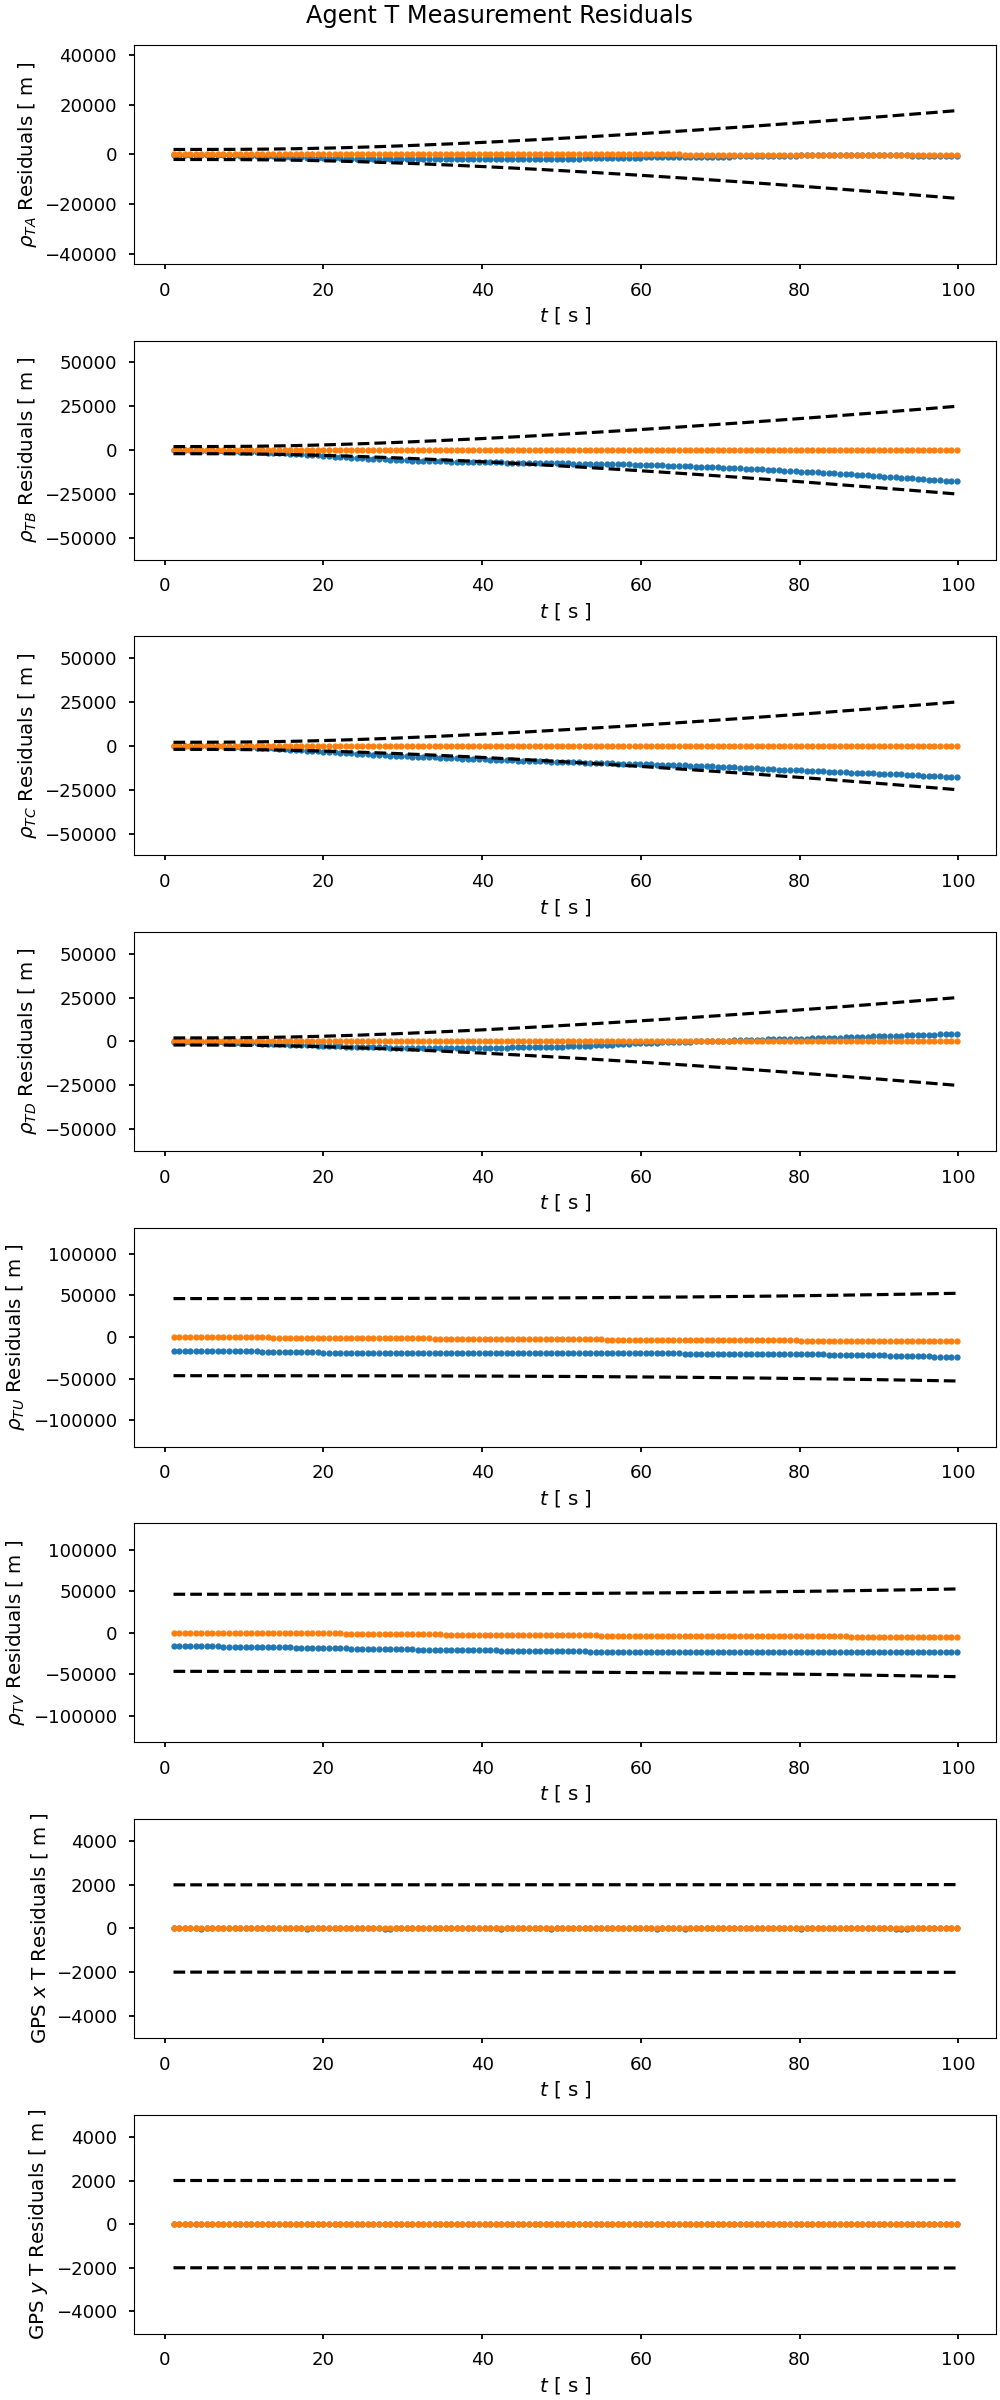 Agent T Measurement Residuals
ρTA Residuals [ m ]
40000
20000
0
−20000
−40000
0 20 40 60 80 100
t [ s ]
ρTB Residuals [ m ]
50000
25000
0
−25000
−50000
0 20 40 60 80 100
t [ s ]
ρTC Residuals [ m ]
50000
25000
0
−25000
−50000
0 20 40 60 80 100
t [ s ]
ρTD Residuals [ m ]
50000
25000
0
−25000
−50000
0 20 40 60 80 100
t [ s ]
ρTU Residuals [ m ]
100000
50000
0
−50000
−100000
0 20 40 60 80 100
t [ s ]
ρTV Residuals [ m ]
100000
50000
0
−50000
−100000
0 20 40 60 80 100
t [ s ]
GPS x T Residuals [ m ]
4000
2000
0
−2000
−4000
0 20 40 60 80 100
t [ s ]
GPS y T Residuals [ m ]
4000
2000
0
−2000
−4000
0 20 40 60 80 100
t [ s ]